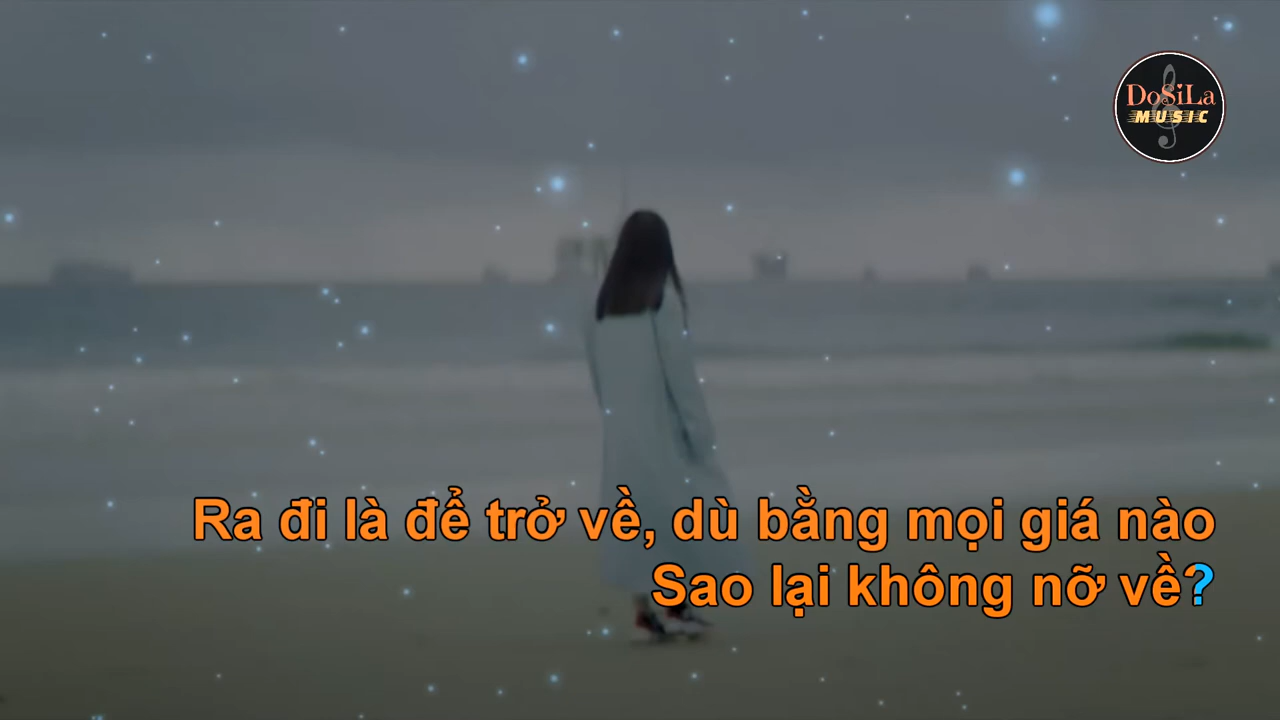 DoSiLa
MUSIC
Ra đi là để trở về, dù bằng mọi giá nào
Sao lại không nỡ về?